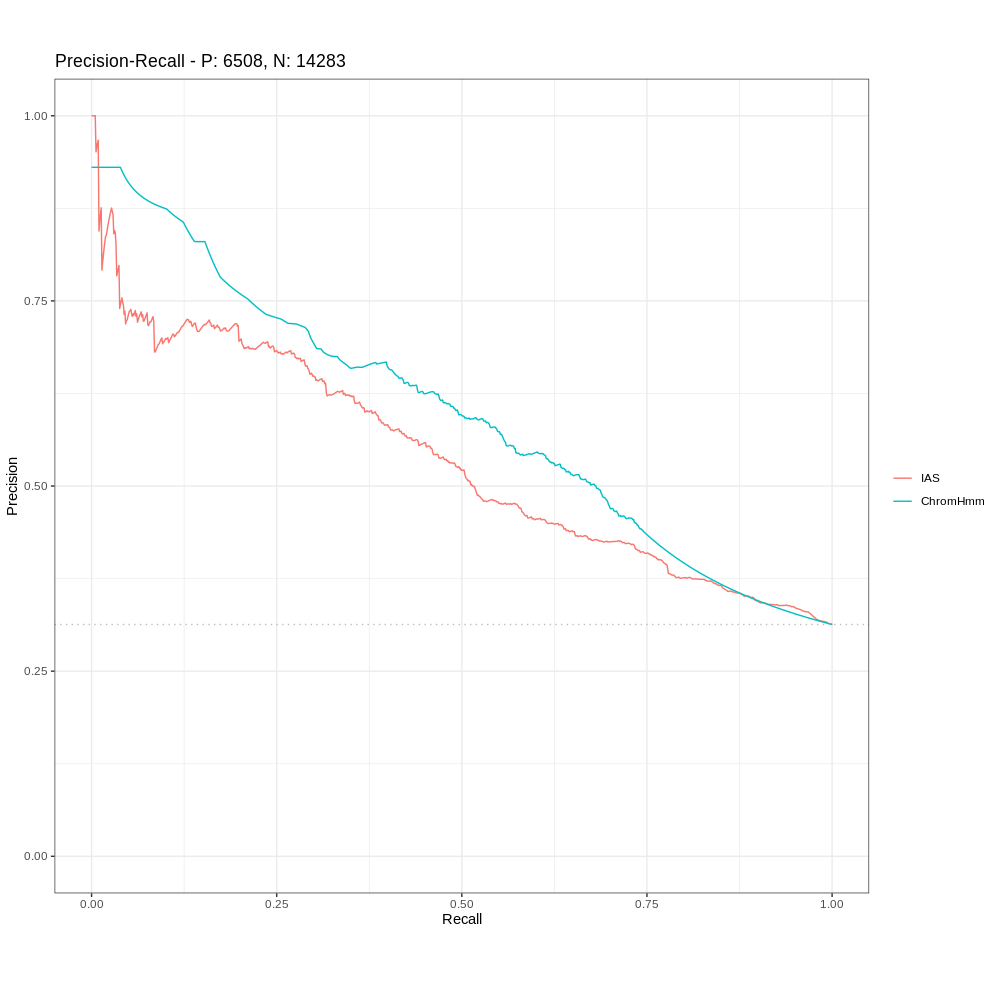 Precision-Recall - P: 6508, N: 14283
1.00
0.75
0.50
0.25
0.00
Precision
0.00 0.25 0.50 0.75 1.00
Recall
IAS
ChromHmm